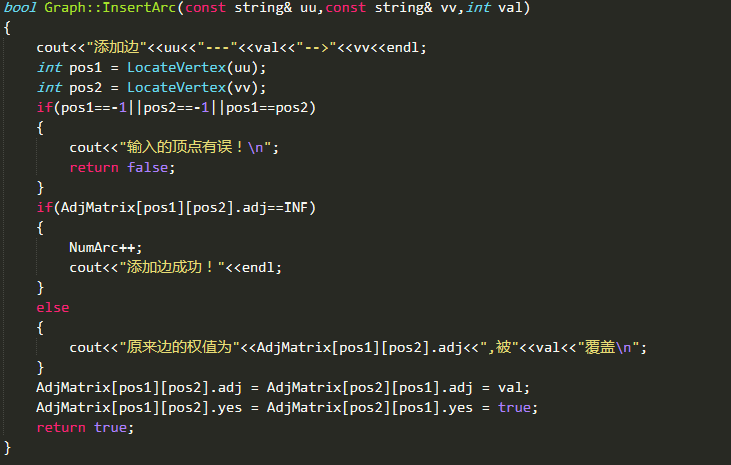 bool Graph::InsertArc(const string& uu,const string& vv,int val)
{
    cout<<"添加边"<<uu<<"---"<<val<<"-->"<<vv<<endl;
    int pos1 = LocateVertex(uu);
    int pos2 = LocateVertex(vv);
    if(pos1==-1||pos2==-1||pos1==pos2)
    {
        cout<<"输入的顶点有误！\n";
        return false;
    }
    if(AdjMatrix[pos1][pos2].adj==INF)
    {
        NumArc++;
        cout<<"添加边成功！"<<endl;
    }
    else
    {
        cout<<"原来边的权值为"<<AdjMatrix[pos1][pos2].adj<<",被"<<val<<"覆盖\n";
    }
    AdjMatrix[pos1][pos2].adj = AdjMatrix[pos2][pos1].adj = val;
    AdjMatrix[pos1][pos2].yes = AdjMatrix[pos2][pos1].yes = true;
    return true;
}